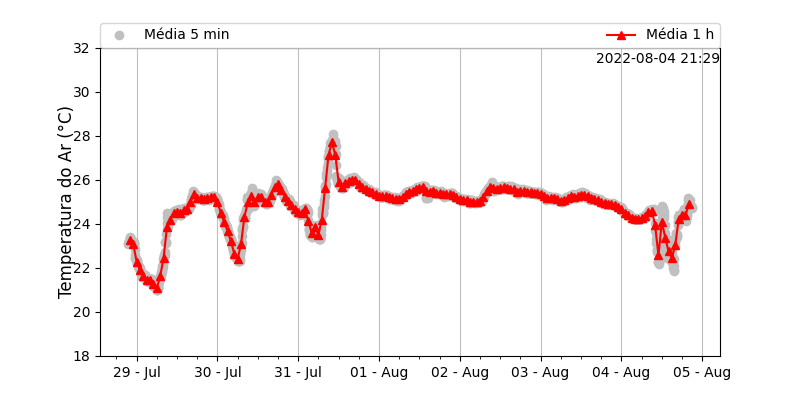 Média 5 min
Média 1 h
2022-08-04 21:29
Temperatura do Ar (°C)
32
30
28
26
24
22
20
18
29 - Jul
30 - Jul
31 - Jul
01 - Aug
02 - Aug
03 - Aug
04 - Aug
05 - Aug